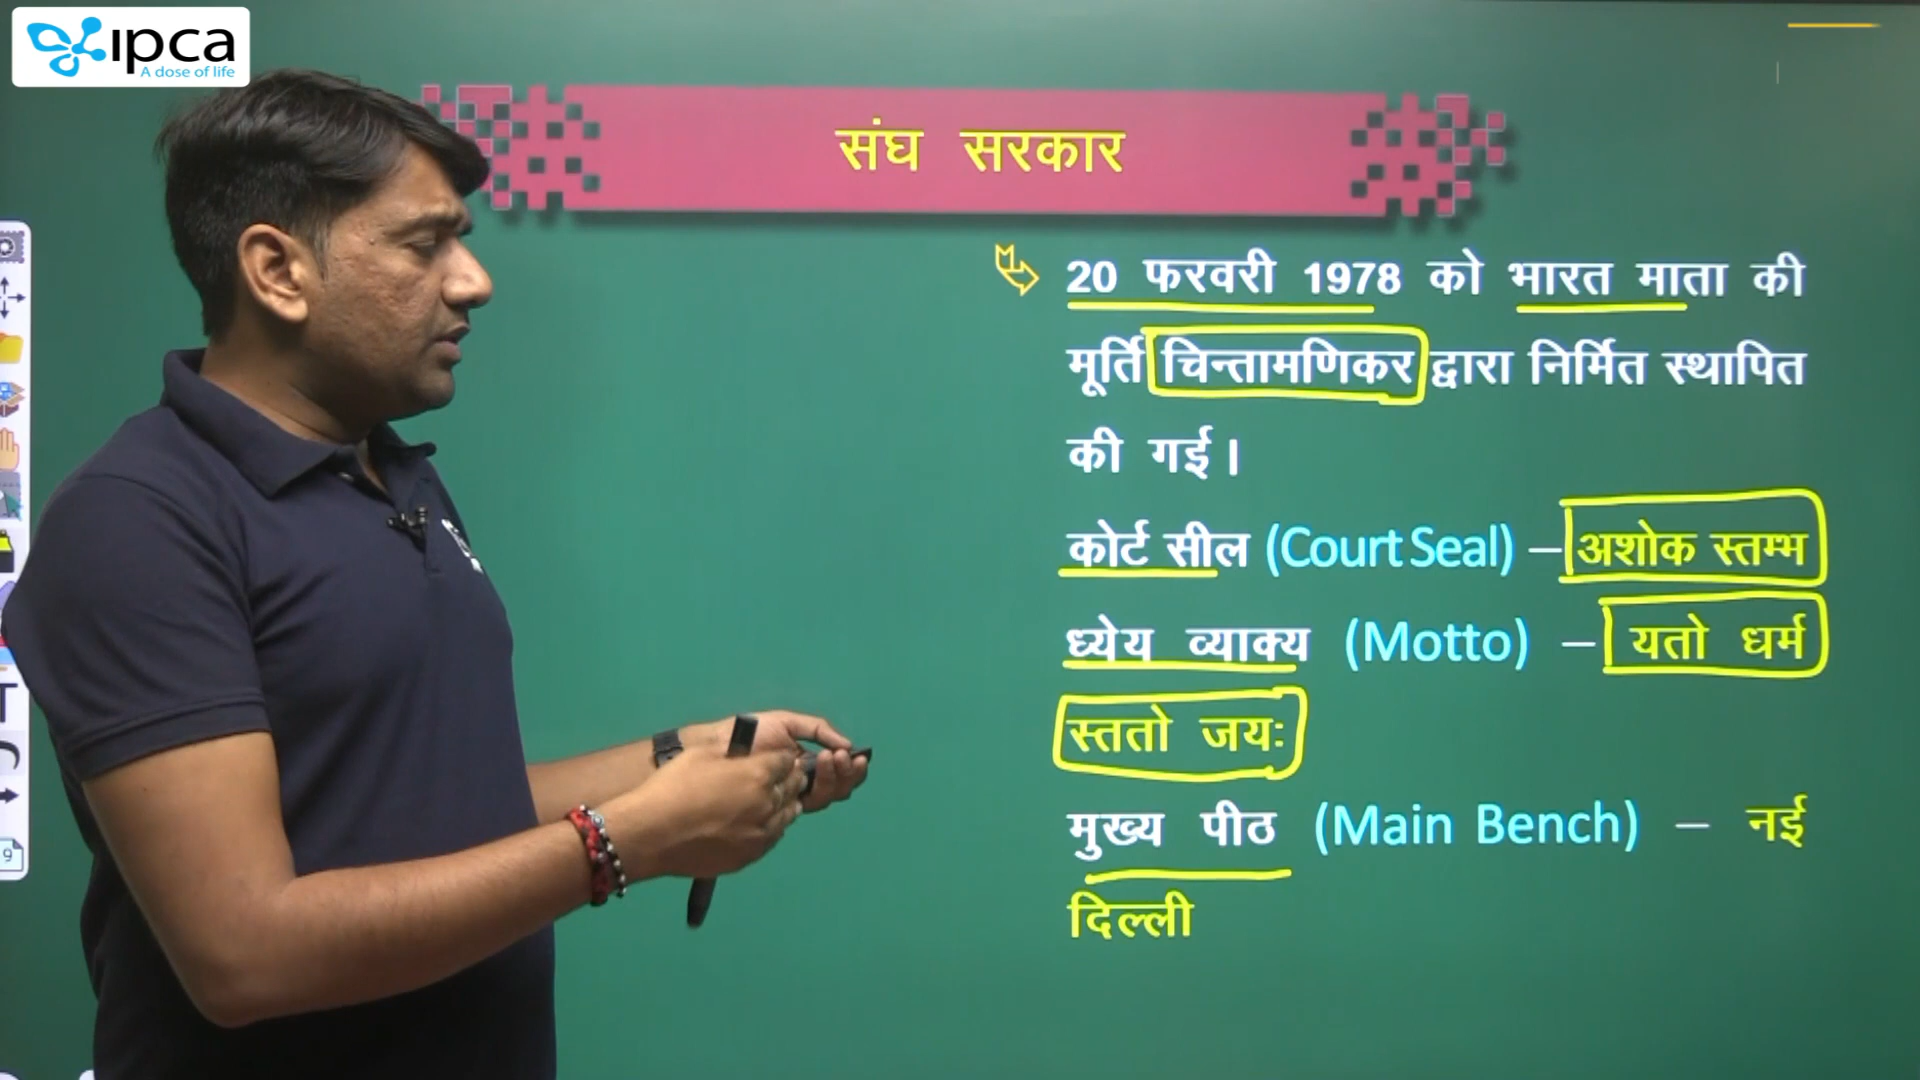 ipca
A dose of life
संघ सरकार
20 फरवरी 1978 को भारत माता की
मूर्ति चिन्तामणिकर द्वारा निर्मित स्थापित
की गई।
कोर्ट सील (Court Seal) – अशोक स्तम्भ
ध्येय व्याक्य (Motto) – यतो धर्म
स्ततो जयः
मुख्य पीठ (Main Bench) – नई
दिल्ली
T
9